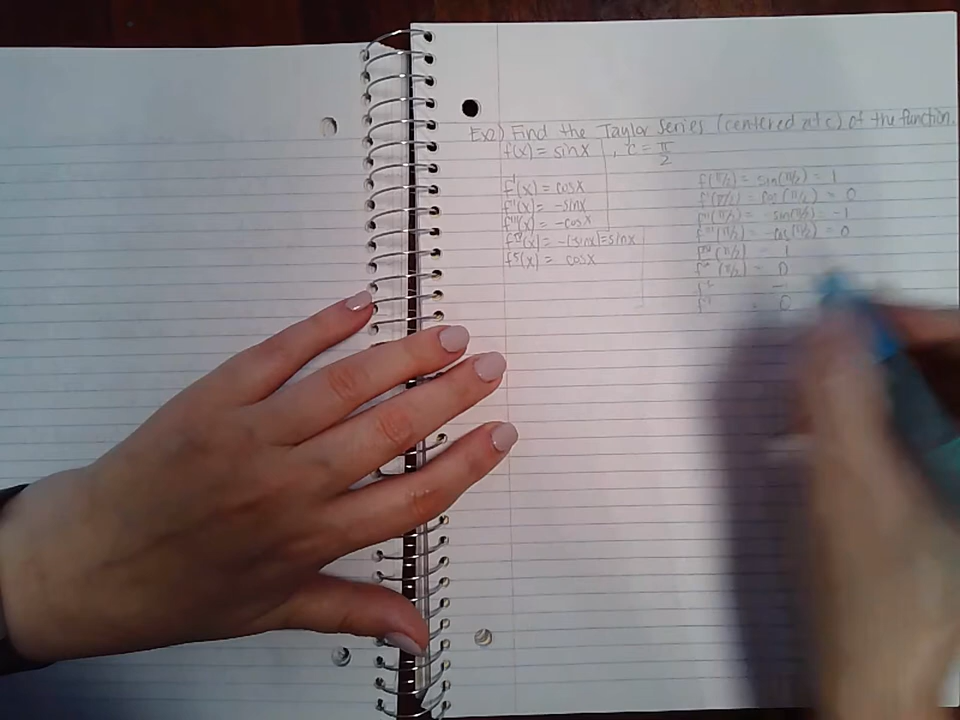 Ex2) Find the Taylor Series (centered at c) of the function.
f(x) = sinx , c = π/2
f'(x) = cosx
f''(x) = -sinx
f'''(x) = -cosx
f⁴(x) = -(-sinx)=sinx
f⁵(x) = cosx
f(π/2) = sin(π/2) = 1
f'(π/2) = cos(π/2) = 0
f''(π/2) = -sin(π/2) -1
f'''(π/2) = -cos(π/2) = 0
(π/2) 1
(π/2) 0
-1
0